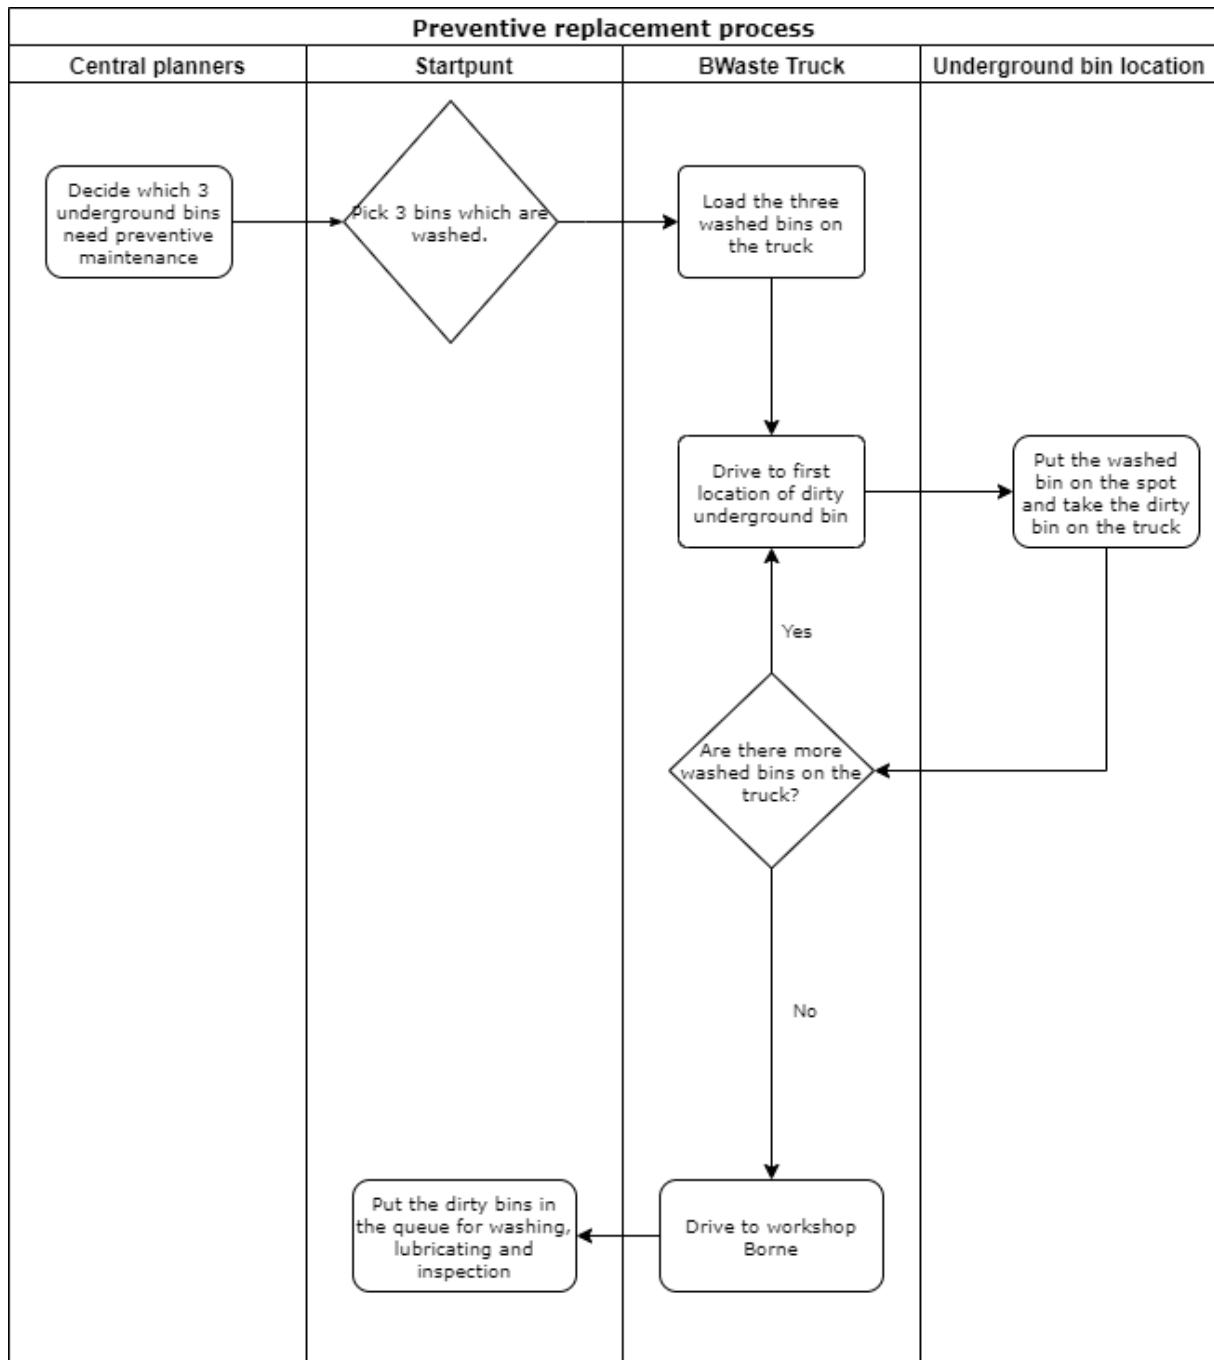 Preventive replacement process
Central planners
Startpunt
BWaste Truck
Underground bin location
Decide which 3
underground bins
need preventive
maintenance
Pick 3 bins which are
washed.
Load the three
washed bins on
the truck
Drive to first
location of dirty
underground bin
Put the washed
bin on the spot
and take the dirty
bin on the truck
Yes
Are there more
washed bins on the
truck?
No
Put the dirty bins in
the queue for washing,
lubricating and
inspection
Drive to workshop
Borne